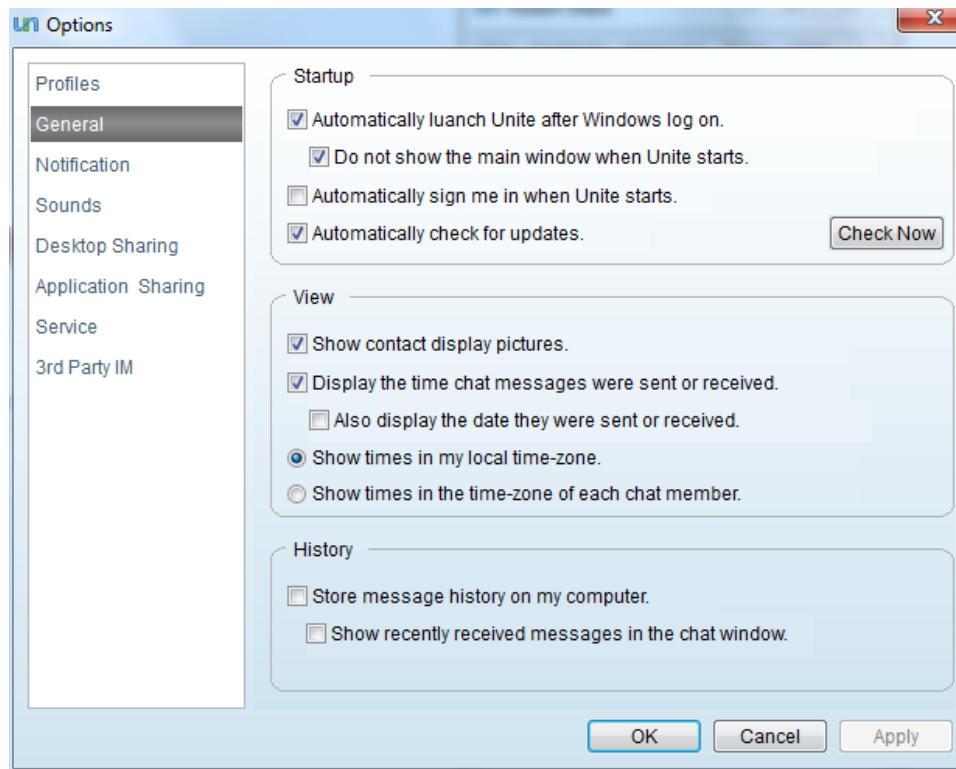 un Options
Profiles
General
Notification
Sounds
Desktop Sharing
Application Sharing
Service
3rd Party IM
Startup
Automatically luanch Unite after Windows log on.
Do not show the main window when Unite starts.
Automatically sign me in when Unite starts.
Automatically check for updates.
Check Now
View
Show contact display pictures.
Display the time chat messages were sent or received.
Also display the date they were sent or received.
Show times in my local time-zone.
Show times in the time-zone of each chat member.
History
Store message history on my computer.
Show recently received messages in the chat window.
OK Cancel Apply